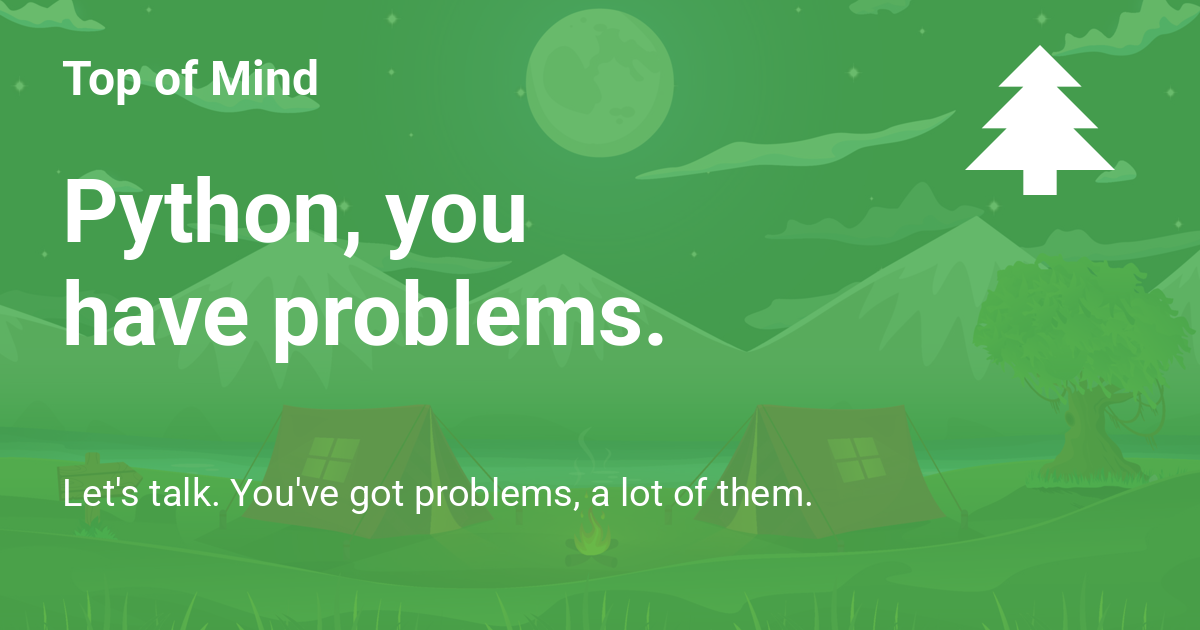 Top of Mind
Python, you
have problems.
Let's talk. You've got problems, a lot of them.